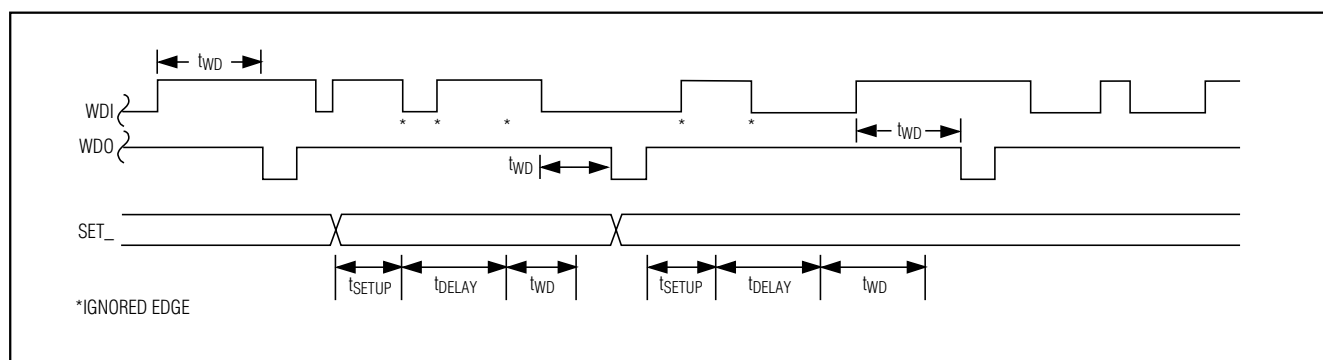 tWD
WDI
* * * * *
tWD
WDO
tWD
SET_
tSETUP tDELAY tWD tSETUP tDELAY tWD
*IGNORED EDGE